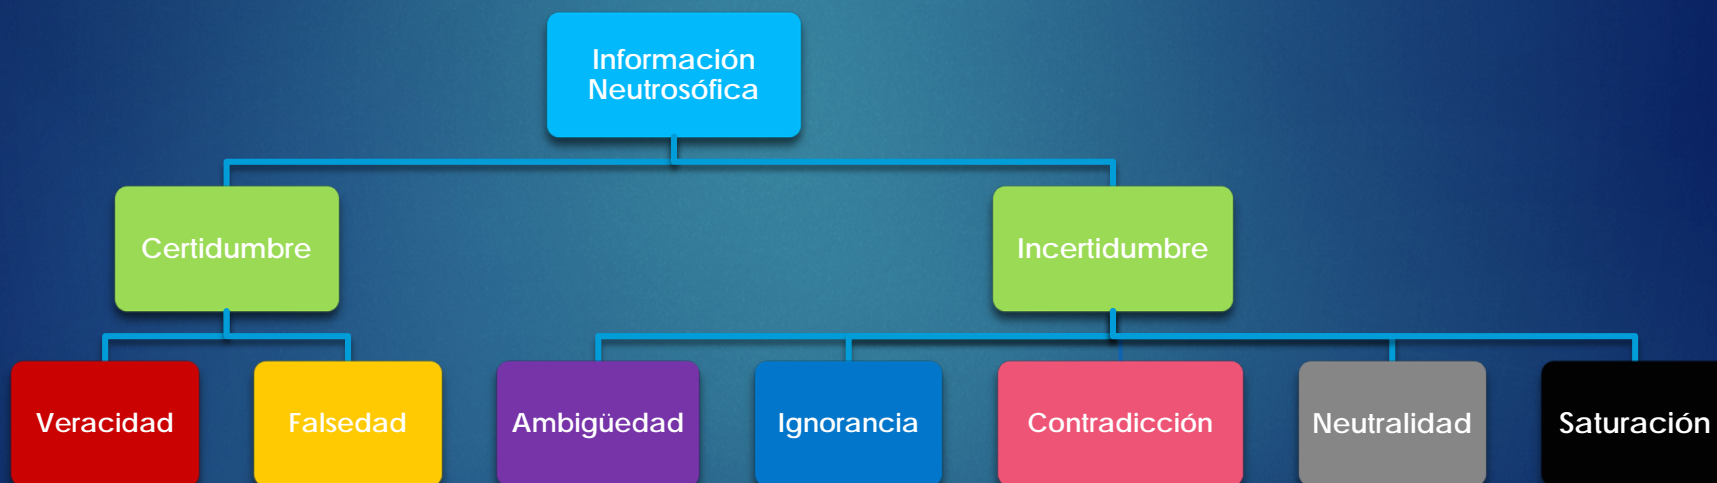 Información
Neutrosófica
Certidumbre
Incertidumbre
Veracidad
Falsedad
Ambigüedad
Ignorancia
Contradicción
Neutralidad
Saturación